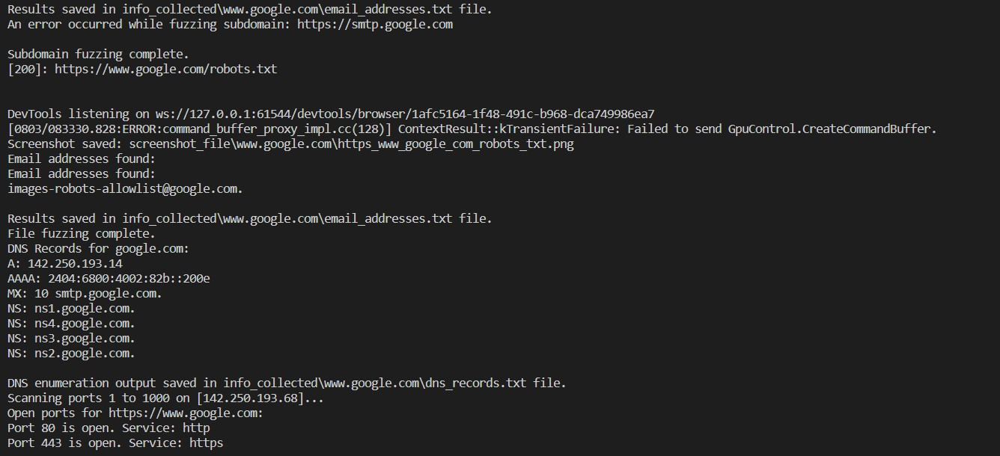 Results saved in info_collected\www.google.com\email_addresses.txt file.
An error occurred while fuzzing subdomain: https://smtp.google.com
Subdomain fuzzing complete.
[200]: https://www.google.com/robots.txt
DevTools listening on ws://127.0.0.1:61544/devtools/browser/1afc5164-1f48-491c-b968-dca749986ea7
[0803/083330.828:ERROR:command_buffer_proxy_impl.cc(128)] ContextResult::kTransientFailure: Failed to send GpuControl.CreateCommandBuffer.
Screenshot saved: screenshot_file\www.google.com\https_www_google_com_robots_txt.png
Email addresses found:
Email addresses found:
images-robots-allowlist@google.com.
Results saved in info_collected\www.google.com\email_addresses.txt file.
File fuzzing complete.
DNS Records for google.com:
A: 142.250.193.14
AAAA: 2404:6800:4002:82b::200e
MX: 10 smtp.google.com.
NS: ns1.google.com.
NS: ns4.google.com.
NS: ns3.google.com.
NS: ns2.google.com.
DNS enumeration output saved in info_collected\www.google.com\dns_records.txt file.
Scanning ports 1 to 1000 on [142.250.193.68]...
Open ports for https://www.google.com:
Port 80 is open. Service: http
Port 443 is open. Service: https